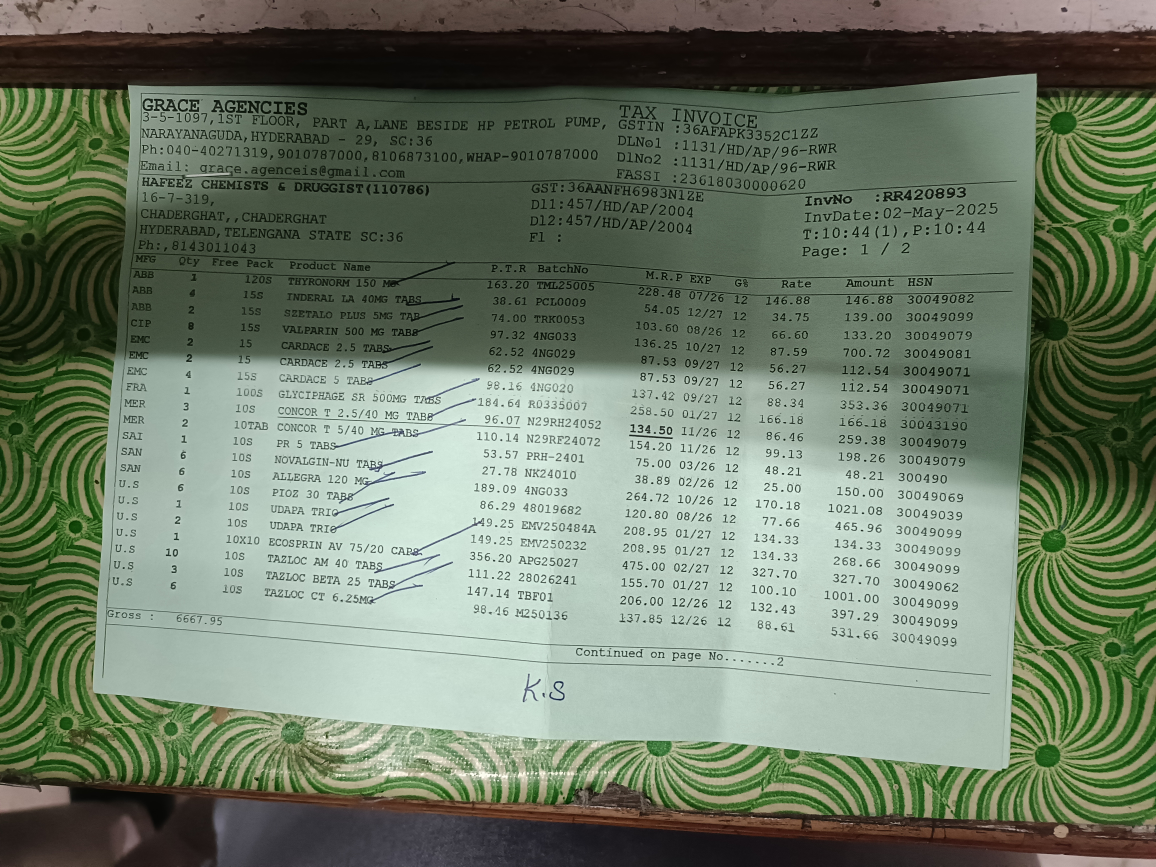 GRACE AGENCIES
3-5-1097,1ST FLOOR, PART A,LANE BESIDE HP PETROL PUMP,
NARAYANAGUDA,HYDERABAD - 29, SC:36
Ph:040-40271319,9010787000,8106873100,WHAP-9010787000
Email: grace.agenceis@gmail.com
TAX INVOICE
GSTIN :36AFAPK3352C1ZZ
DLNo1 :1131/HD/AP/96-RWR
DlNo2 :1131/HD/AP/96-RWR
FASSI :23618030000620
HAFEEZ CHEMISTS & DRUGGIST(110786)
16-7-319,
CHADERGHAT,,CHADERGHAT
HYDERABAD,TELENGANA STATE SC:36
Ph:,8143011043
GST:36AANFH6983N1ZE
Dl1:457/HD/AP/2004
Dl2:457/HD/AP/2004
Fl :
InvNo :RR420893
InvDate:02-May-2025
T:10:44(1),P:10:44
Page: 1 / 2
MFG Qty Free Pack Product Name P.T.R BatchNo M.R.P EXP G% Rate Amount HSN
ABB 1 120S THYRONORM 150 MG 163.20 TML25005 228.48 07/26 12 146.88 146.88 30049082
ABB 4 15S INDERAL LA 40MG TABS 38.61 PCL0009 54.05 12/27 12 34.75 139.00 30049099
ABB 2 15S SZETALO PLUS 5MG TAB 74.00 TRK0053 103.60 08/26 12 66.60 133.20 30049079
CIP 8 15S VALPARIN 500 MG TABS 97.32 4NG033 136.25 10/27 12 87.59 700.72 30049081
EMC 2 15 CARDACE 2.5 TABS 62.52 4NG029 87.53 09/27 12 56.27 112.54 30049071
EMC 2 15 CARDACE 2.5 TABS 62.52 4NG029 87.53 09/27 12 56.27 112.54 30049071
EMC 4 15S CARDACE 5 TABS 98.16 4NG020 137.42 09/27 12 88.34 353.36 30049071
FRA 1 100S GLYCIPHAGE SR 500MG TABS 184.64 R0335007 258.50 01/27 12 166.18 166.18 30043190
MER 3 10S CONCOR T 2.5/40 MG TABS 96.07 N29RH24052 134.50 11/26 12 86.46 259.38 30049079
MER 2 10TAB CONCOR T 5/40 MG TABS 110.14 N29RF24072 154.20 11/26 12 99.13 198.26 30049079
SAI 1 10S PR 5 TABS 53.57 PRH-2401 75.00 03/26 12 48.21 48.21 300490
SAN 6 10S NOVALGIN-NU TABS 27.78 NK24010 38.89 02/26 12 25.00 150.00 30049069
SAN 6 10S ALLEGRA 120 MG 189.09 4NG033 264.72 10/26 12 170.18 1021.08 30049039
U.S 6 10S PIOZ 30 TABS 86.29 48019682 120.80 08/26 12 77.66 465.96 30049099
U.S 1 10S UDAPA TRIO 149.25 EMV250484A 208.95 01/27 12 134.33 134.33 30049099
U.S 2 10S UDAPA TRIO 149.25 EMV250232 208.95 01/27 12 134.33 268.66 30049099
U.S 1 10X10 ECOSPRIN AV 75/20 CAPS 356.20 APG25027 475.00 02/27 12 327.70 327.70 30049062
U.S 10 10S TAZLOC AM 40 TABS 111.22 28026241 155.70 01/27 12 100.10 1001.00 30049099
U.S 3 10S TAZLOC BETA 25 TABS 147.14 TBF01 206.00 12/26 12 132.43 397.29 30049099
U.S 6 10S TAZLOC CT 6.25MG 98.46 M250136 137.85 12/26 12 88.61 531.66 30049099
Gross : 6667.95
Continued on page No.......2
K.S